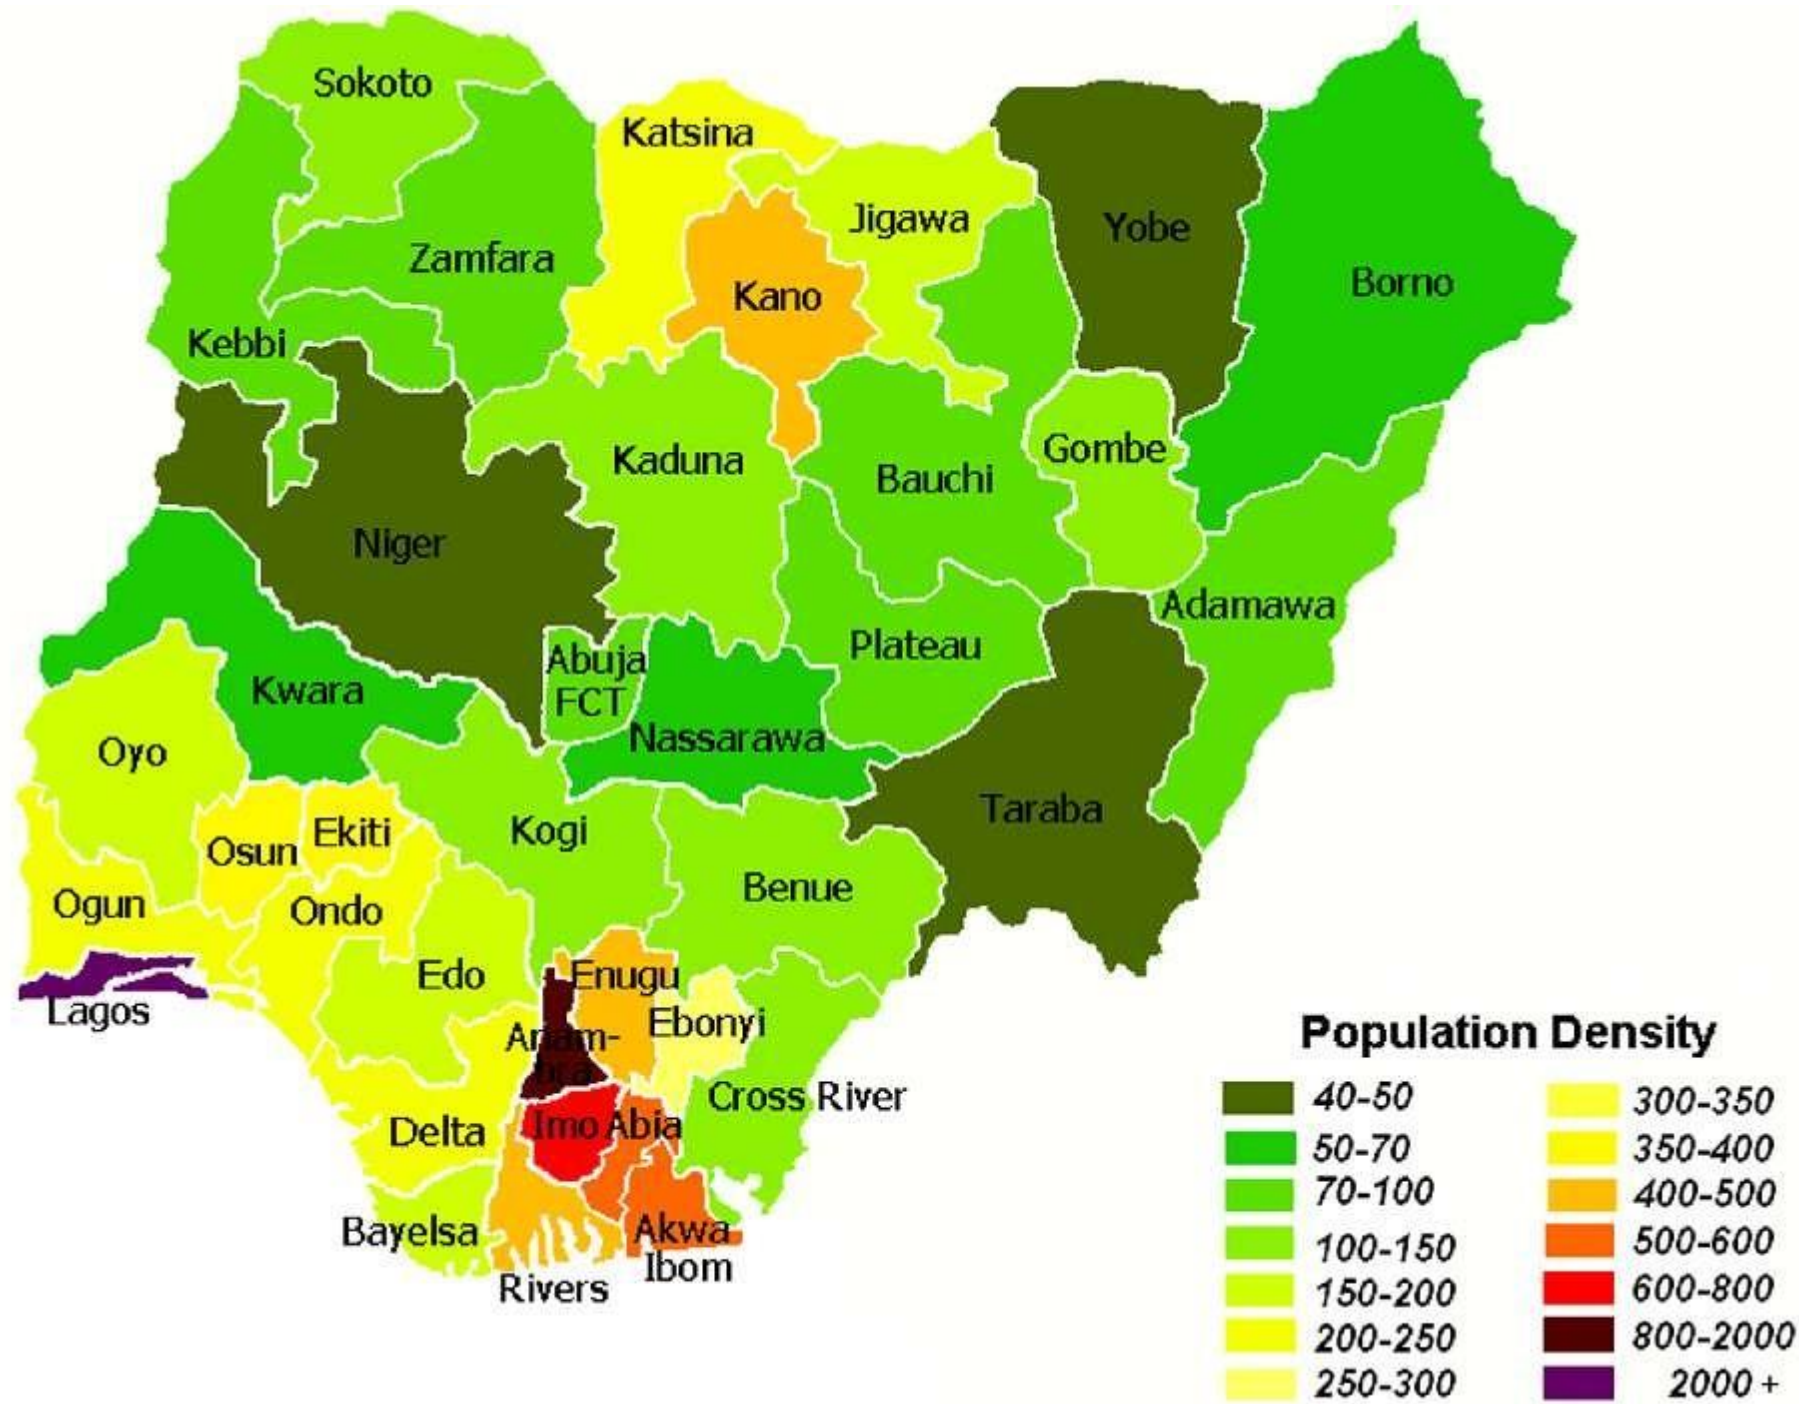 Sokoto
Katsina
Jigawa
Yobe
Zamfara
Borno
Kano
Kebbi
Kaduna
Gombe
Bauchi
Niger
Adamawa
Plateau
Abuja
FCT
Kwara
Nassarawa
Oyo
Taraba
Kogi
Ekiti
Osun
Benue
Ogun
Ondo
Edo
Enugu
Lagos
Ebonyi
Anam-
bra
Cross River
Delta
Imo
Abia
Bayelsa
Akwa
Ibom
Rivers
Population Density
40-50
50-70
70-100
100-150
150-200
200-250
250-300
300-350
350-400
400-500
500-600
600-800
800-2000
2000 +